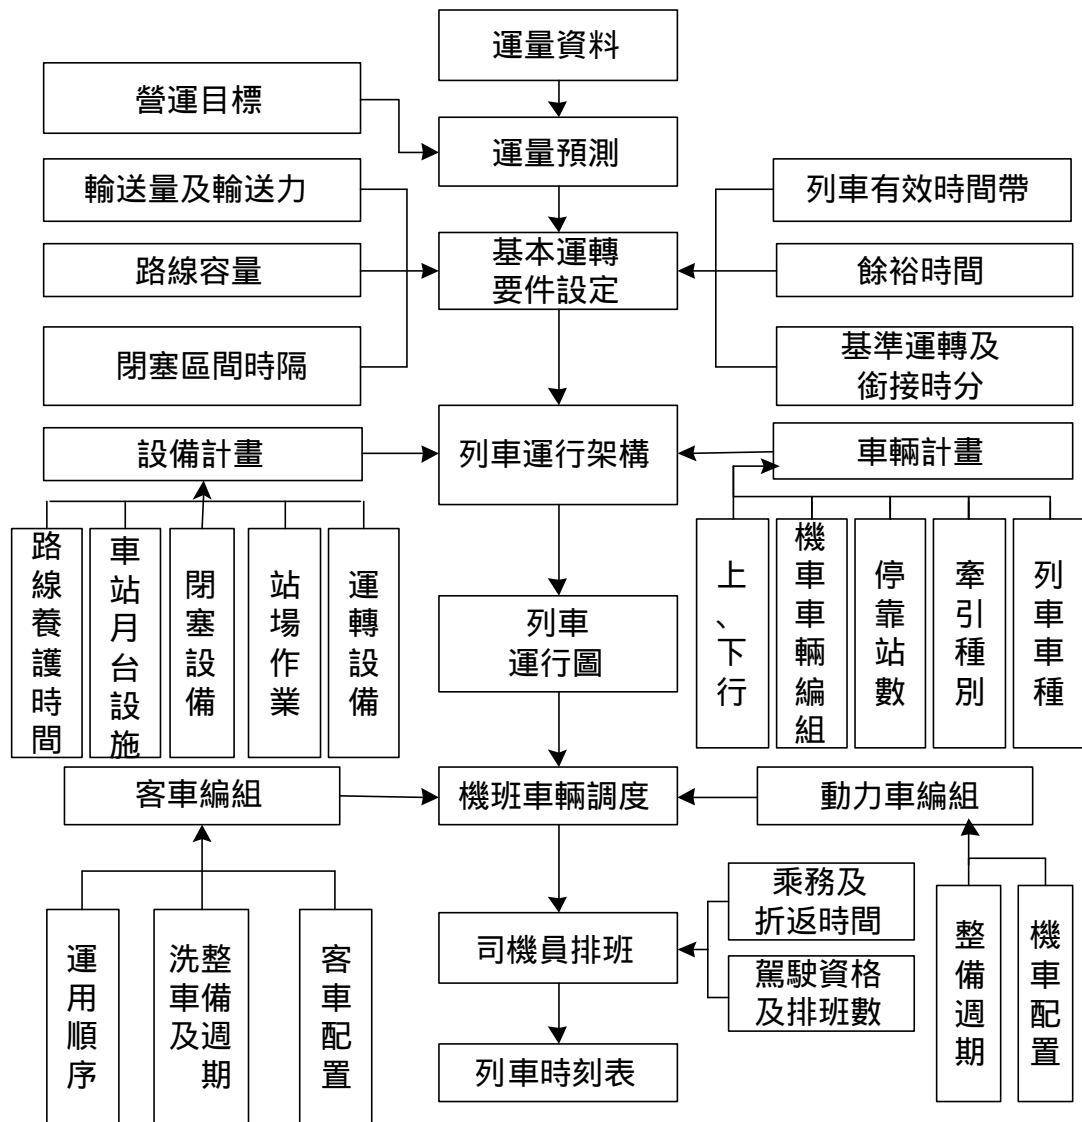 運量資料
營運目標
運量預測
輸送量及輸送力
列車有效時間帶
路線容量
基本運轉
要件設定
餘裕時間
閉塞區間時隔
基準運轉及
銜接時分
設備計畫
列車運行架構
車輛計畫
路線養護時間
車站月台設施
閉塞設備
站場作業
運轉設備
列車
運行圖
上、下行
機車車輛編組
停靠站數
牽引種別
列車車種
客車編組
機班車輛調度
動力車編組
運用順序
洗車及
整備週期
客車配置
司機員排班
乘務及
折返時間
駕駛資格
及排班數
整備週期
機車配置
列車時刻表